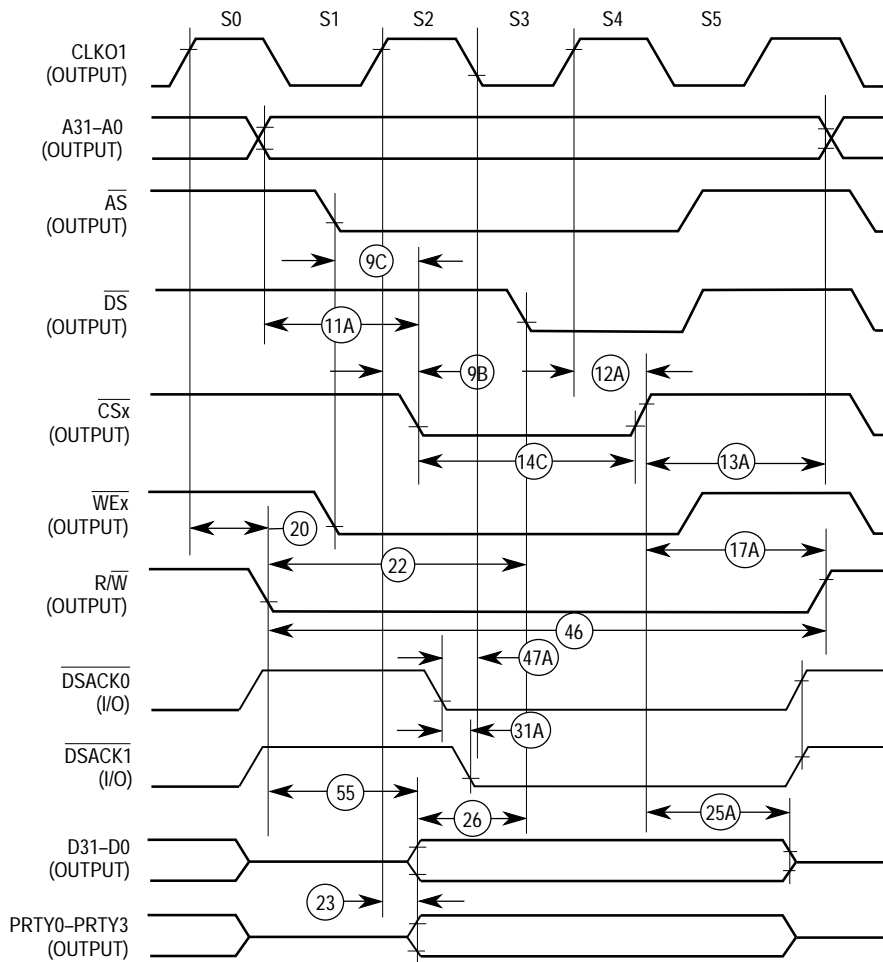 S0 S1 S2 S3 S4 S5
CLKO1
(OUTPUT)
A31–A0
(OUTPUT)
AS
(OUTPUT)
9C
DS
(OUTPUT)
11A
9B 12A
CSx
(OUTPUT)
14C 13A
WEx
(OUTPUT)
20 17A
22
R/W
(OUTPUT)
46
47A
DSACK0
(I/O)
31A
DSACK1
(I/O)
55 26 25A
D31–D0
(OUTPUT)
23
PRTY0–PRTY3
(OUTPUT)